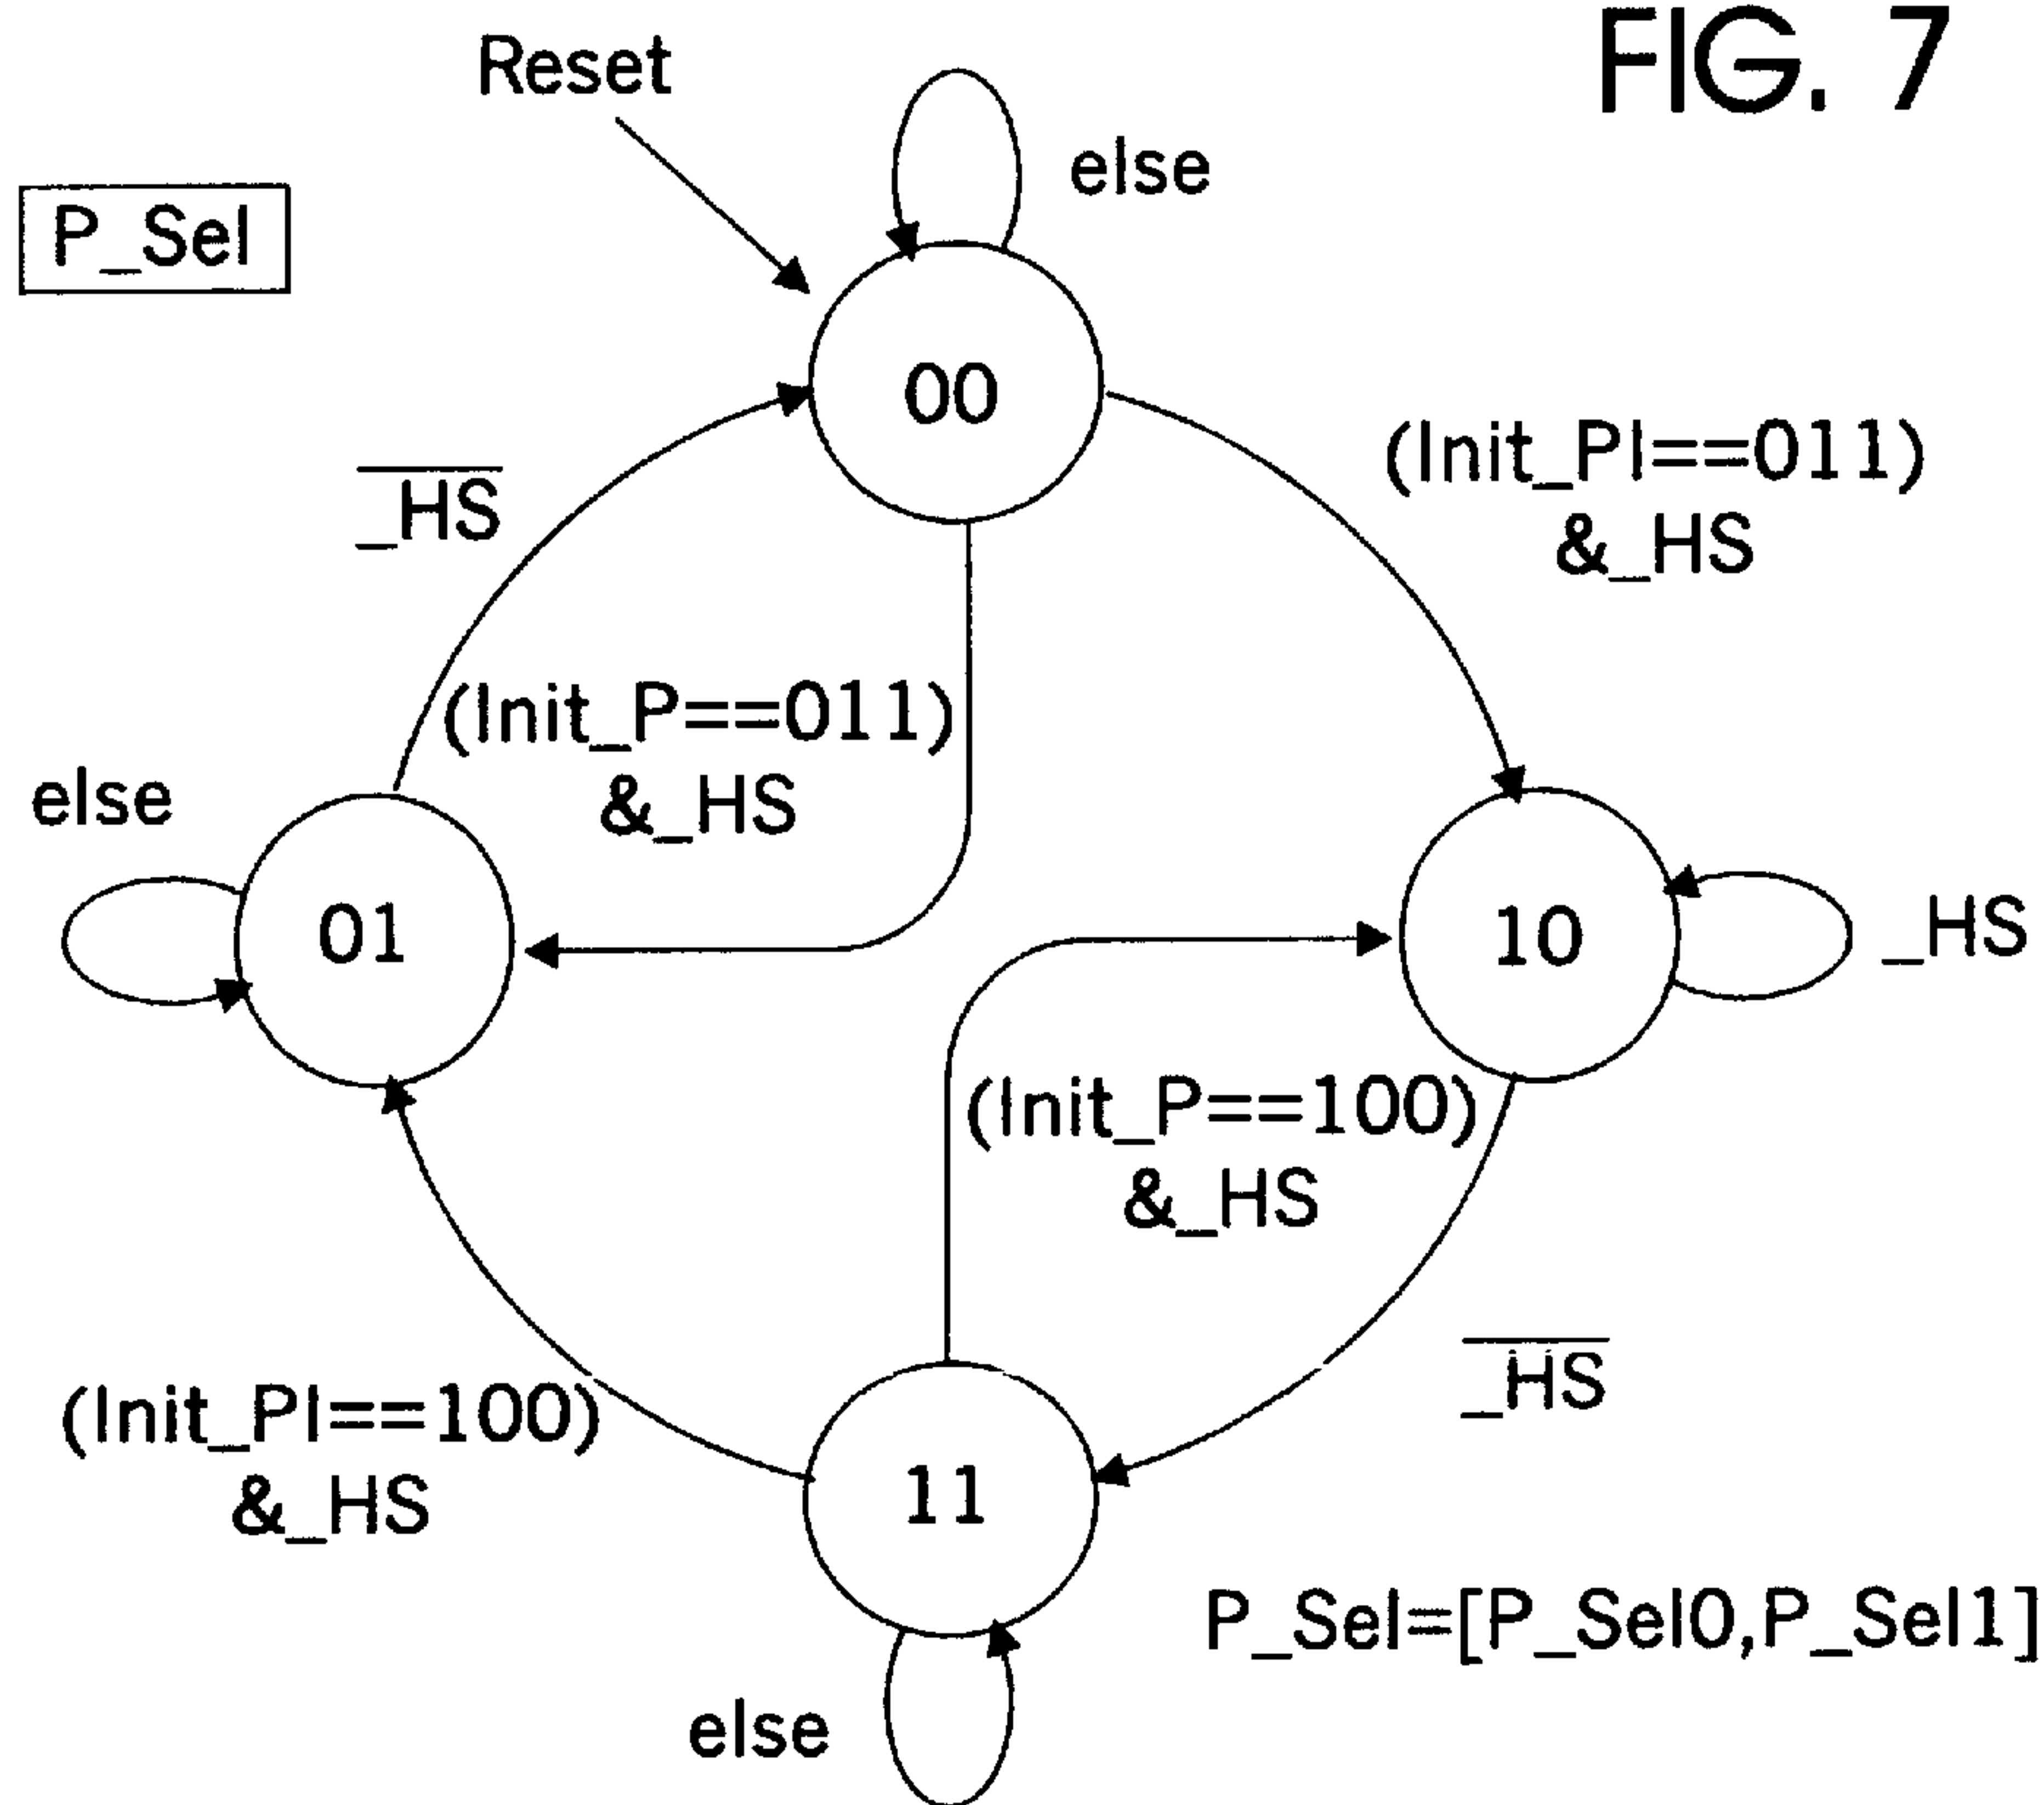 FIG. 7
Reset
else
P_Sel
00
(Init_PI==011)
&_HS
_HS
(Init_P==011)
&_HS
else
01
10
_HS
(Init_P==100)
&_HS
_HS
(Init_PI==100)
&_HS
11
P_Sel=[P_Sel0,P_Sel1]
else